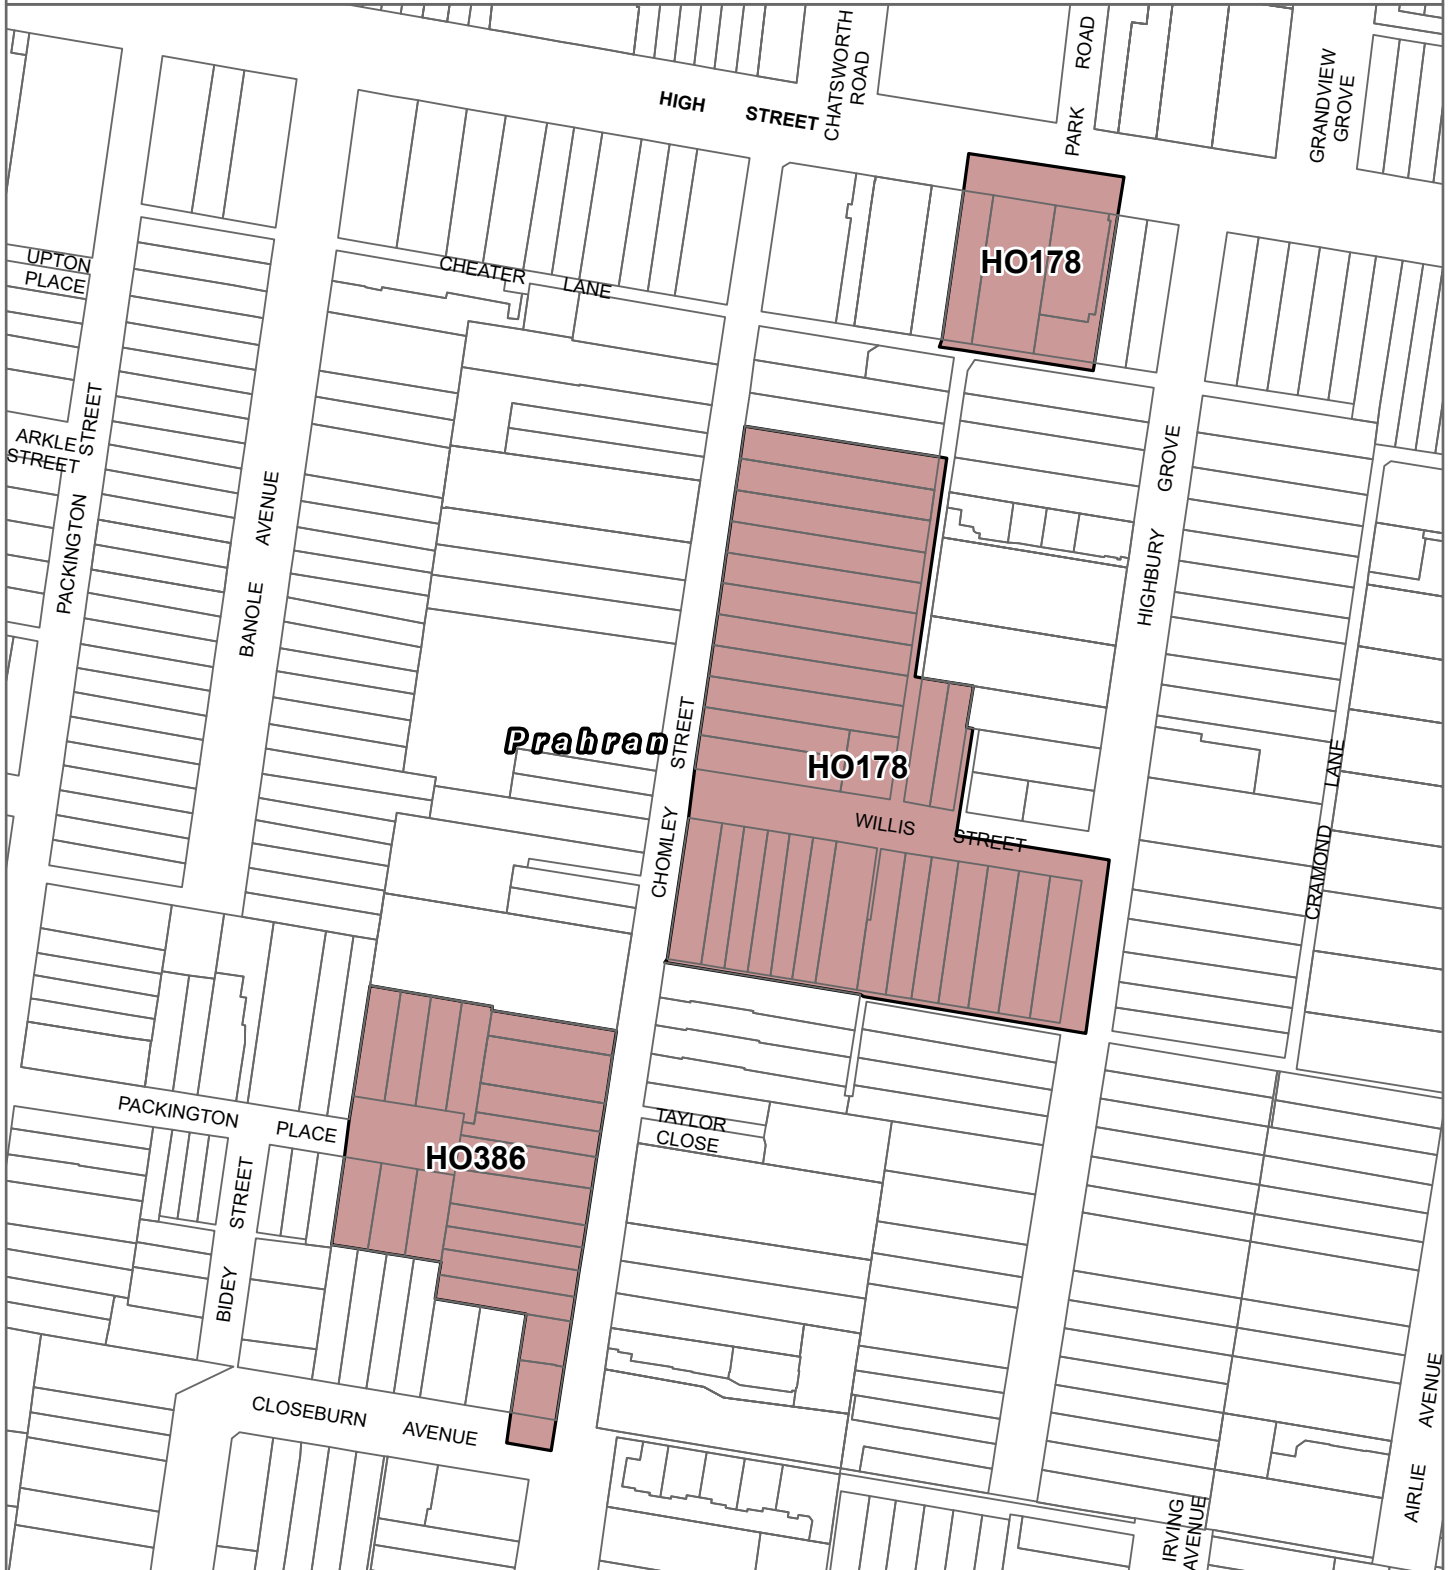 HIGH STREET
CHATSWORTH
ROAD
PARK ROAD
GRANDVIEW
GROVE
HO178
UPTON
PLACE
CHEATER LANE
ARKLE
STREET
PACKINGTON STREET
BANOLE AVENUE
HIGHBURY GROVE
Prahran
CHOMLEY STREET
HO178
WILLIS STREET
CRAMOND LANE
PACKINGTON PLACE
TAYLOR
CLOSE
HO386
BIDEY STREET
CLOSEBURN AVENUE
AIRLIE AVENUE
IRVING
AVENUE